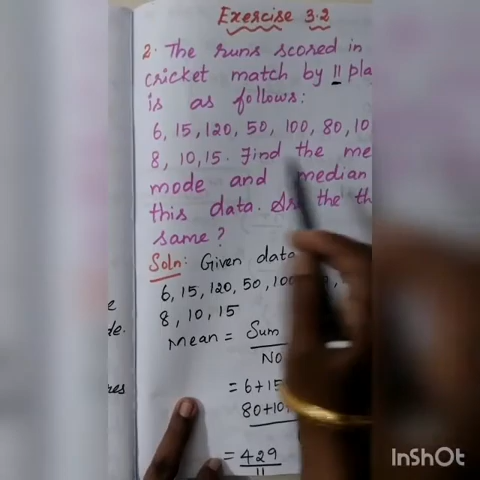 Exercise 3.2
2. The runs scored in
cricket match by 11
is as follows:
6, 15, 120, 50, 100, 80, 10
8, 10, 15. Find the
mode and median
this data. Are the
same?
Soln: Given data
6, 15, 120, 50, 100
8, 10, 15
Mean = Sum
No
= 6+15
80+10
= 429
11
InShOt